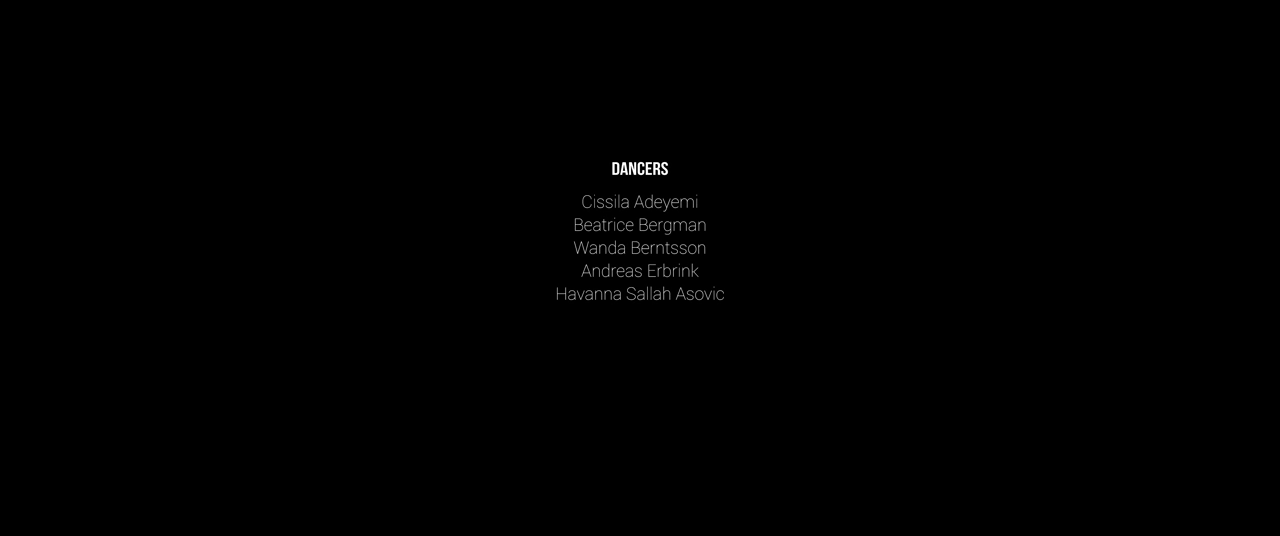 DANCERS
Cissila Adeyemi
Beatrice Bergman
Wanda Berntsson
Andreas Erbrink
Havanna Sallah Asovic